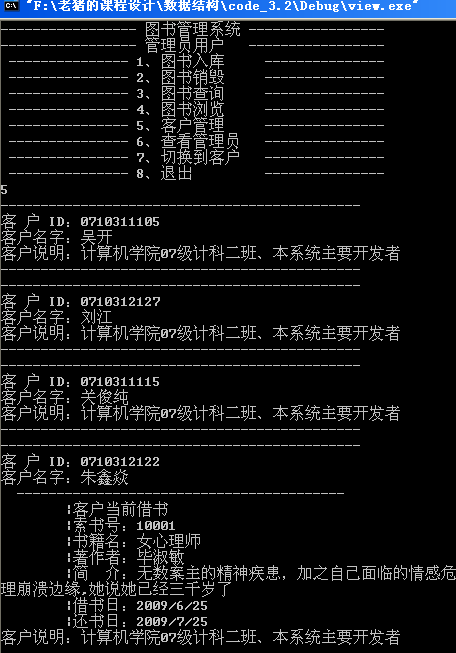 "F:\老猪的课程设计\数据结构\code_3.2\Debug\view.exe"
----------------- 图书管理系统 -----------------
----------------- 管理员用户 -----------------
--------------- 1、图书入库 ---------------
--------------- 2、图书销毁 ---------------
--------------- 3、图书查询 ---------------
--------------- 4、图书浏览 ---------------
--------------- 5、客户管理 ---------------
--------------- 6、查看管理员 ---------------
--------------- 7、切换到客户 ---------------
--------------- 8、退出 ---------------
5
---------------------------------------------
客 户 ID：0710311105
客户名字：吴开
客户说明：计算机学院07级计科二班、本系统主要开发者
---------------------------------------------
---------------------------------------------
客 户 ID：0710312127
客户名字：刘江
客户说明：计算机学院07级计科二班、本系统主要开发者
---------------------------------------------
---------------------------------------------
客 户 ID：0710311115
客户名字：关俊纯
客户说明：计算机学院07级计科二班、本系统主要开发者
---------------------------------------------
---------------------------------------------
客 户 ID：0710312122
客户名字：朱鑫焱
-----------------------------------------
|客户当前借书
|索书号：10001
|书籍名：女心理师
|著作者：毕淑敏
|简　介：无数案主的精神疾患，加之自己面临的情感危
理崩溃边缘.她说她已经三千岁了
|借书日：2009/6/25
|还书日：2009/7/25
客户说明：计算机学院07级计科二班、本系统主要开发者